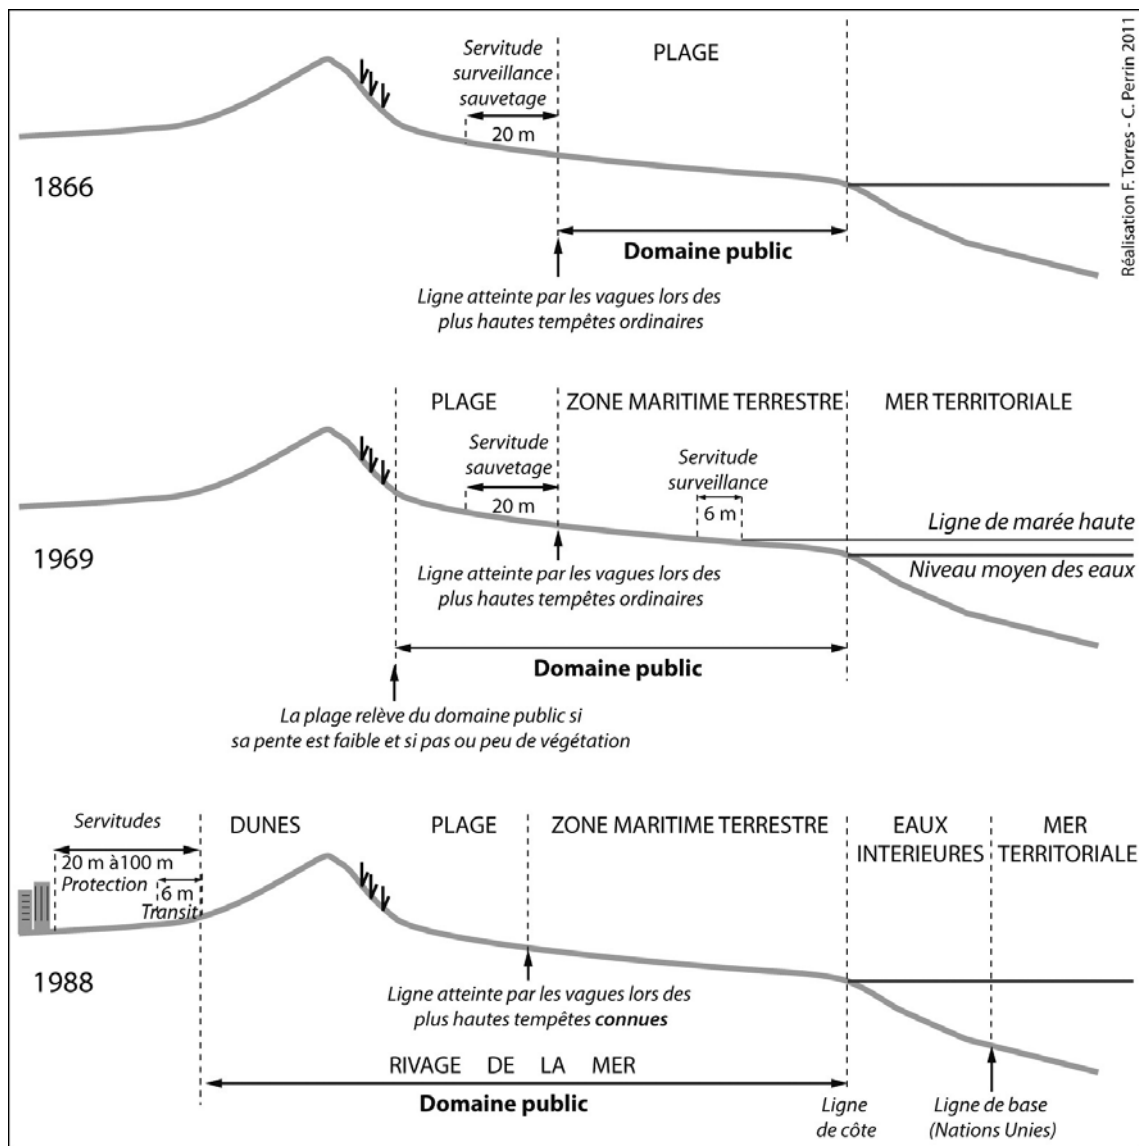 Servitude
surveillance
sauvetage
20 m
PLAGE
1866
Domaine public
Ligne atteinte par les vagues lors des
plus hautes tempêtes ordinaires
Réalisation F. Torres - C. Perrin 2011
PLAGE
ZONE MARITIME TERRESTRE
MER TERRITORIALE
Servitude
sauvetage
20 m
Servitude
surveillance
6 m
Ligne de marée haute
Niveau moyen des eaux
1969
Ligne atteinte par les vagues lors des
plus hautes tempêtes ordinaires
Domaine public
La plage relève du domaine public si
sa pente est faible et si pas ou peu de végétation
Servitudes
20 m à100 m
Protection
6 m
Transit
DUNES
PLAGE
ZONE MARITIME TERRESTRE
EAUX
INTERIEURES
MER
TERRITORIALE
1988
Ligne atteinte par les vagues lors des
plus hautes tempêtes connues
RIVAGE DE LA MER
Domaine public
Ligne
de côte
Ligne de base
(Nations Unies)